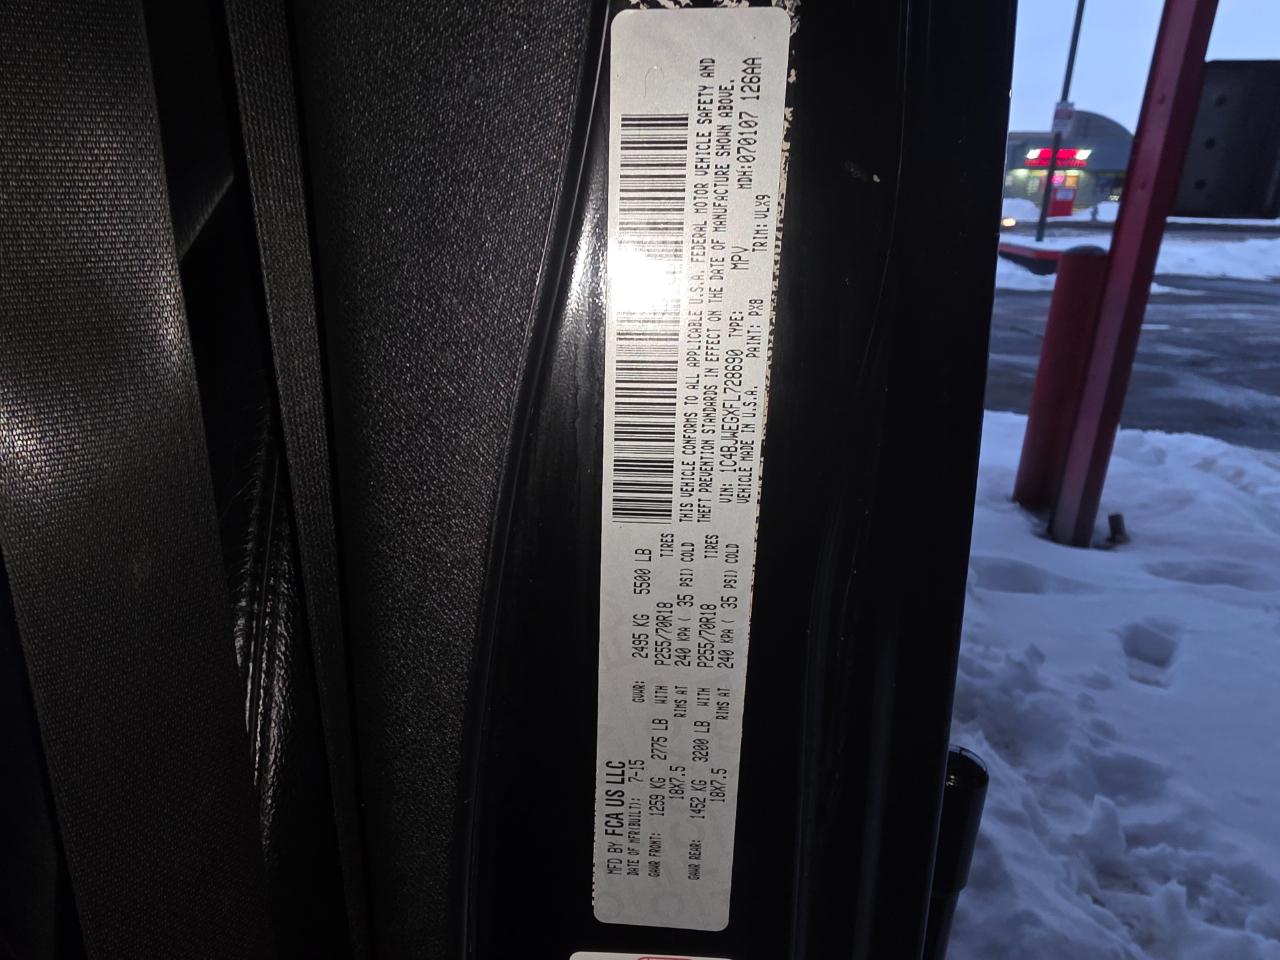 MFD BY FCA US LLC
DATE OF MFR(BUILT): 7-15 GVWR: 2495 KG 5500 LB
GAWR FRONT: 1259 KG 2775 LB WITH P255/70R18 TIRES
18X7.5 RIMS AT 240 KPA ( 35 PSI) COLD
GAWR REAR: 1452 KG 3200 LB WITH P255/70R18 TIRES
18X7.5 RIMS AT 240 KPA ( 35 PSI) COLD
THIS VEHICLE CONFORMS TO ALL APPLICABLE U.S.A. FEDERAL MOTOR VEHICLE SAFETY AND
THEFT PREVENTION STANDARDS IN EFFECT ON THE DATE OF MANUFACTURE SHOWN ABOVE.
VIN: 1C4BJWEGXFL728690 TYPE: MPV MDH:070107 126AA
VEHICLE MADE IN U.S.A. PAINT: PX8 TRIM: VLX9